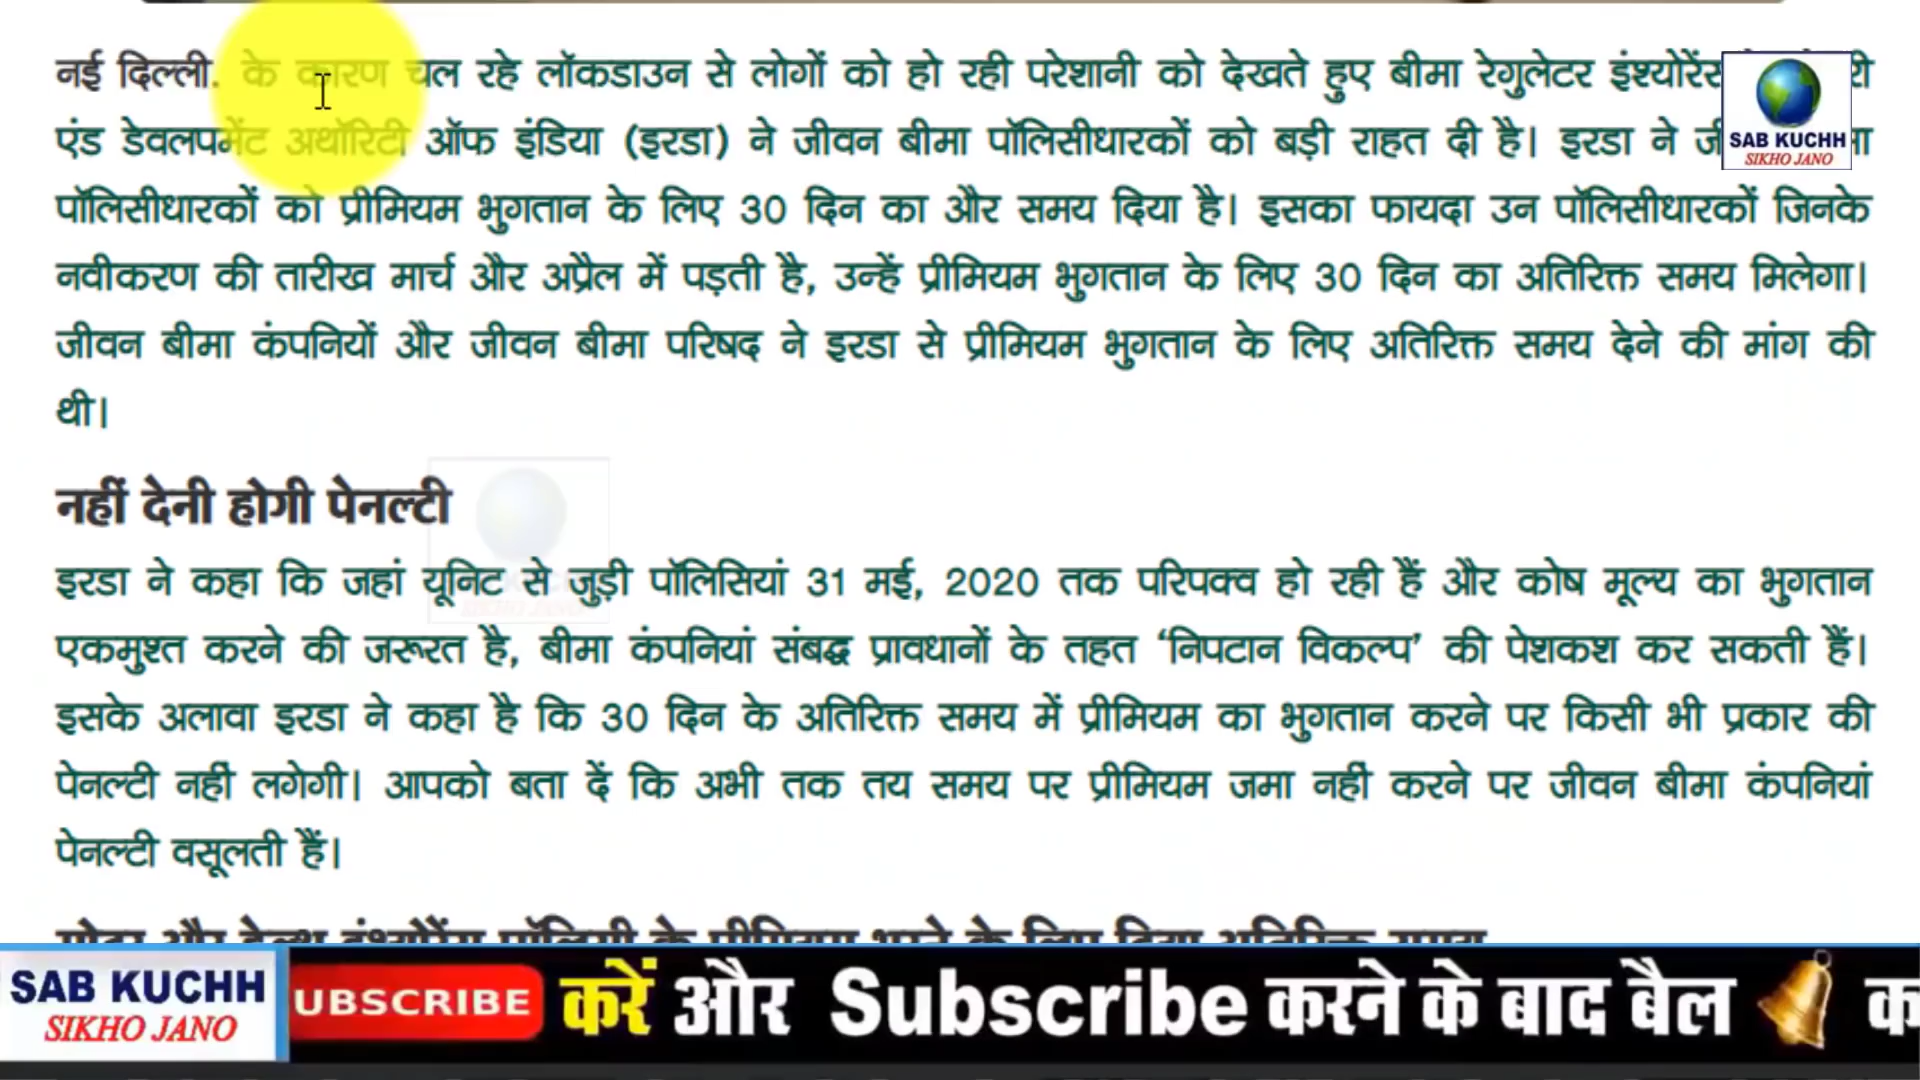 नई दिल्ली. के कारण चल रहे लॉकडाउन से लोगों को हो रही परेशानी को देखते हुए बीमा रेगुलेटर इंश्योरेंस री
एंड डेवलपमेंट अथॉरिटी ऑफ इंडिया (इरडा) ने जीवन बीमा पॉलिसीधारकों को बड़ी राहत दी है। इरडा ने
पॉलिसीधारकों को प्रीमियम भुगतान के लिए 30 दिन का और समय दिया है। इसका फायदा उन पॉलिसीधारकों जिनके
नवीकरण की तारीख मार्च और अप्रैल में पड़ती है, उन्हें प्रीमियम भुगतान के लिए 30 दिन का अतिरिक्त समय मिलेगा।
जीवन बीमा कंपनियों और जीवन बीमा परिषद ने इरडा से प्रीमियम भुगतान के लिए अतिरिक्त समय देने की मांग की
थी।
SAB KUCHH
SIKHO JANO
नहीं देनी होगी पेनल्टी
इरडा ने कहा कि जहां यूनिट से जुड़ी पॉलिसियां 31 मई, 2020 तक परिपक्व हो रही हैं और कोष मूल्य का भुगतान
एकमुश्त करने की जरूरत है, बीमा कंपनियां संबद्ध प्रावधानों के तहत ‘निपटान विकल्प’ की पेशकश कर सकती हैं।
इसके अलावा इरडा ने कहा है कि 30 दिन के अतिरिक्त समय में प्रीमियम का भुगतान करने पर किसी भी प्रकार की
पेनल्टी नहीं लगेगी। आपको बता दें कि अभी तक तय समय पर प्रीमियम जमा नहीं करने पर जीवन बीमा कंपनियां
पेनल्टी वसूलती हैं।
मोटर और हेल्थ इंश्योरेंस पॉलिसी के प्रीमियम भरने के लिए दिया अतिरिक्त समय
SAB KUCHH
SIKHO JANO
UBSCRIBE करें और Subscribe करने के बाद बैल क